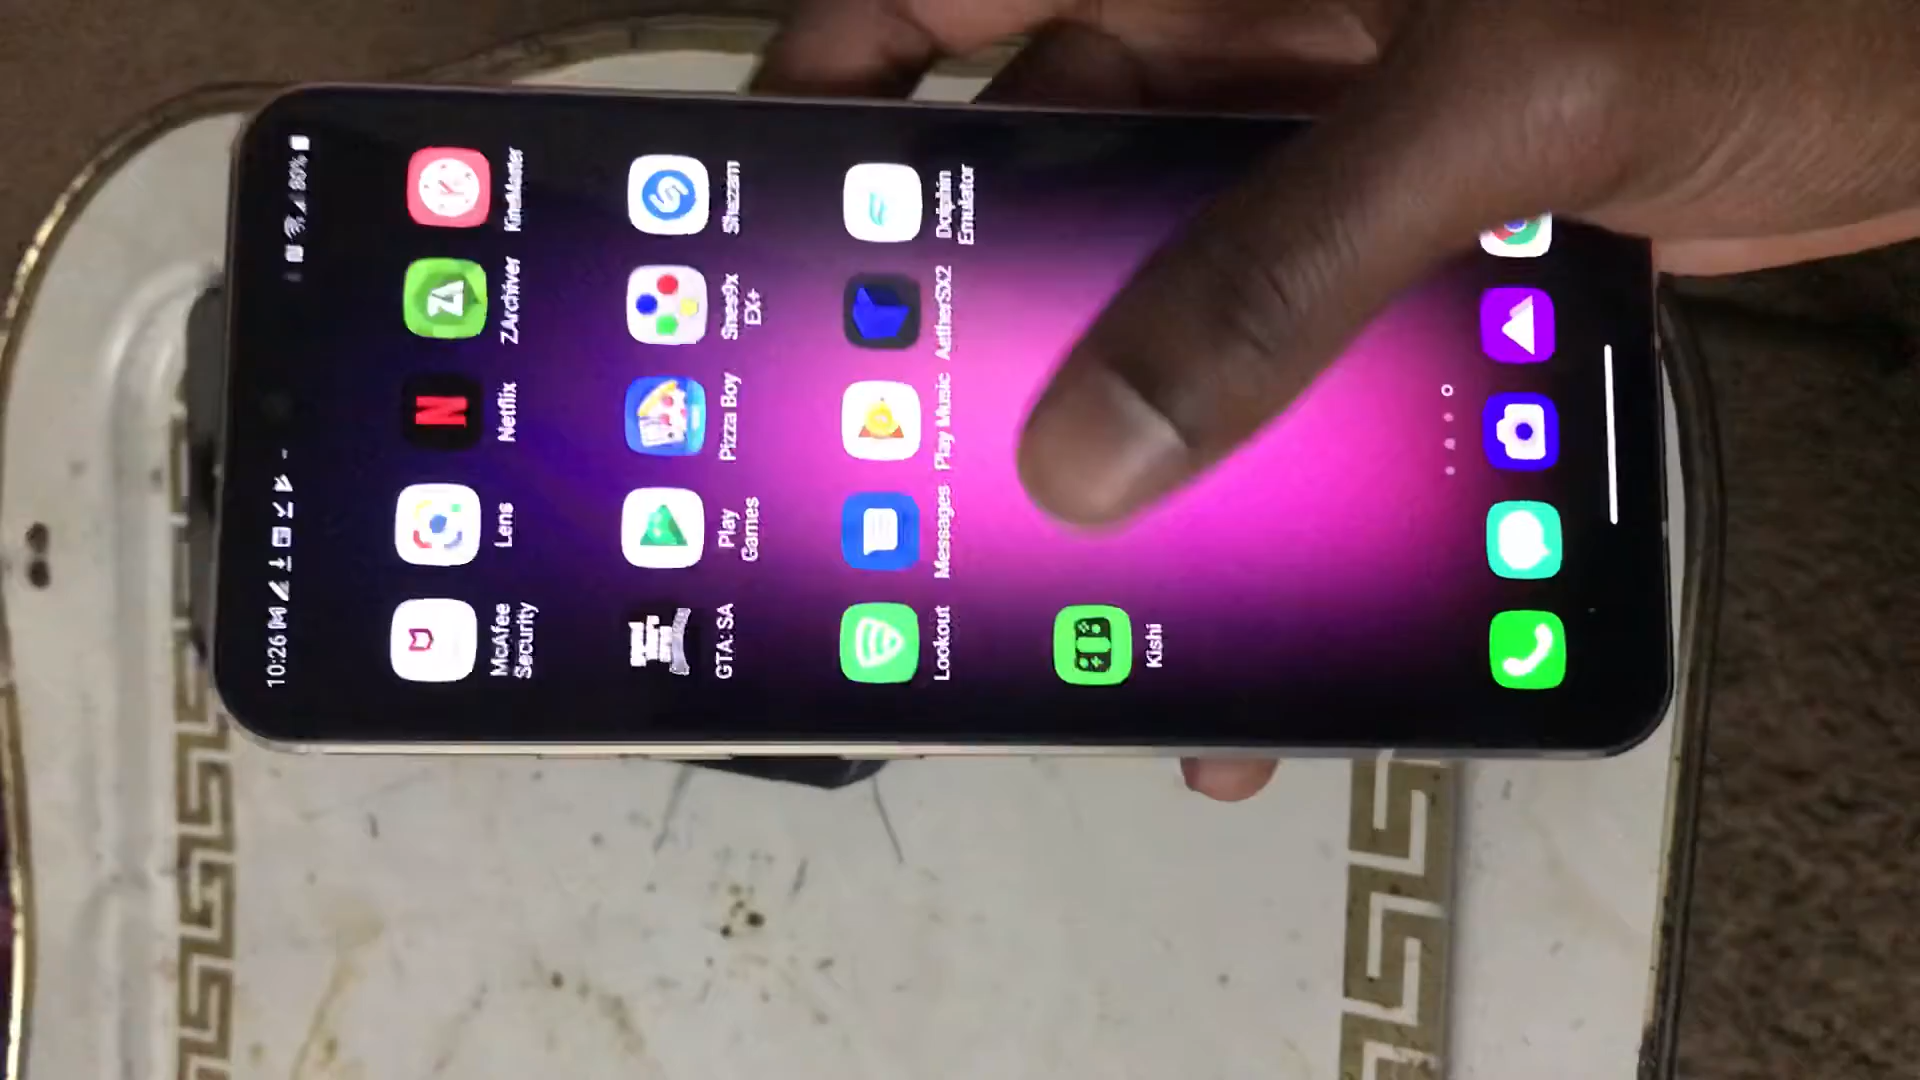 10:26
80%
McAfee
Security
Lens
Netflix
ZArchiver
KineMaster
GTA: SA
Play
Games
Pizza Boy
Snes9x
EX+
Shazam
Lookout
Messages
Play Music
AetherSX2
Dolphin
Emulator
Kishi